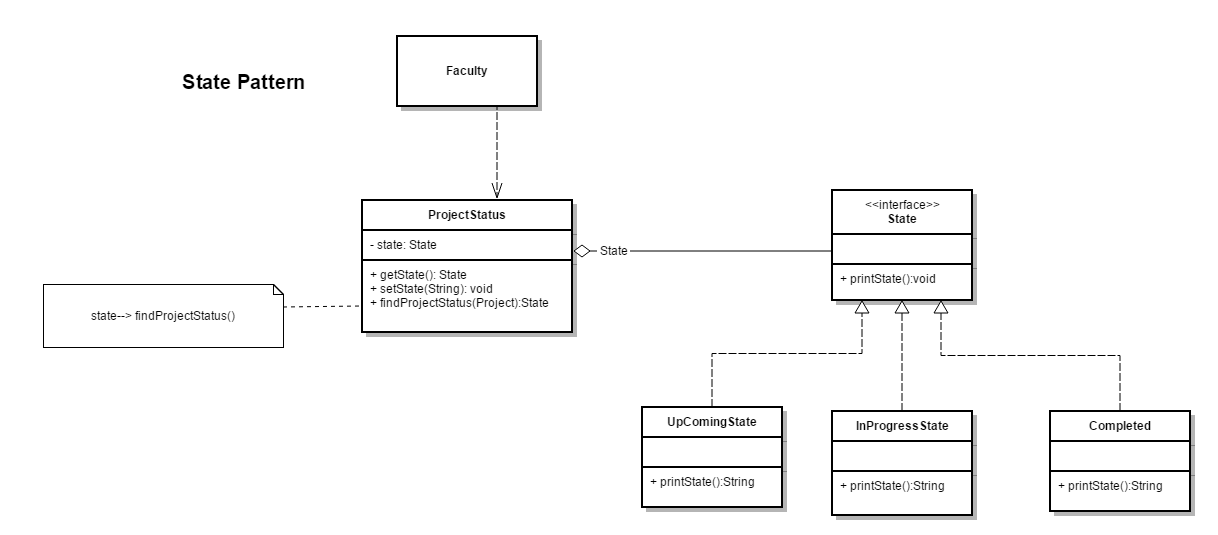 Faculty
State Pattern
ProjectStatus
- state: State
+ getState(): State
+ setState(String): void
+ findProjectStatus(Project):State
State
<<interface>>
State
+ printState():void
state--> findProjectStatus()
UpComingState
+ printState():String
InProgressState
+ printState():String
Completed
+ printState():String